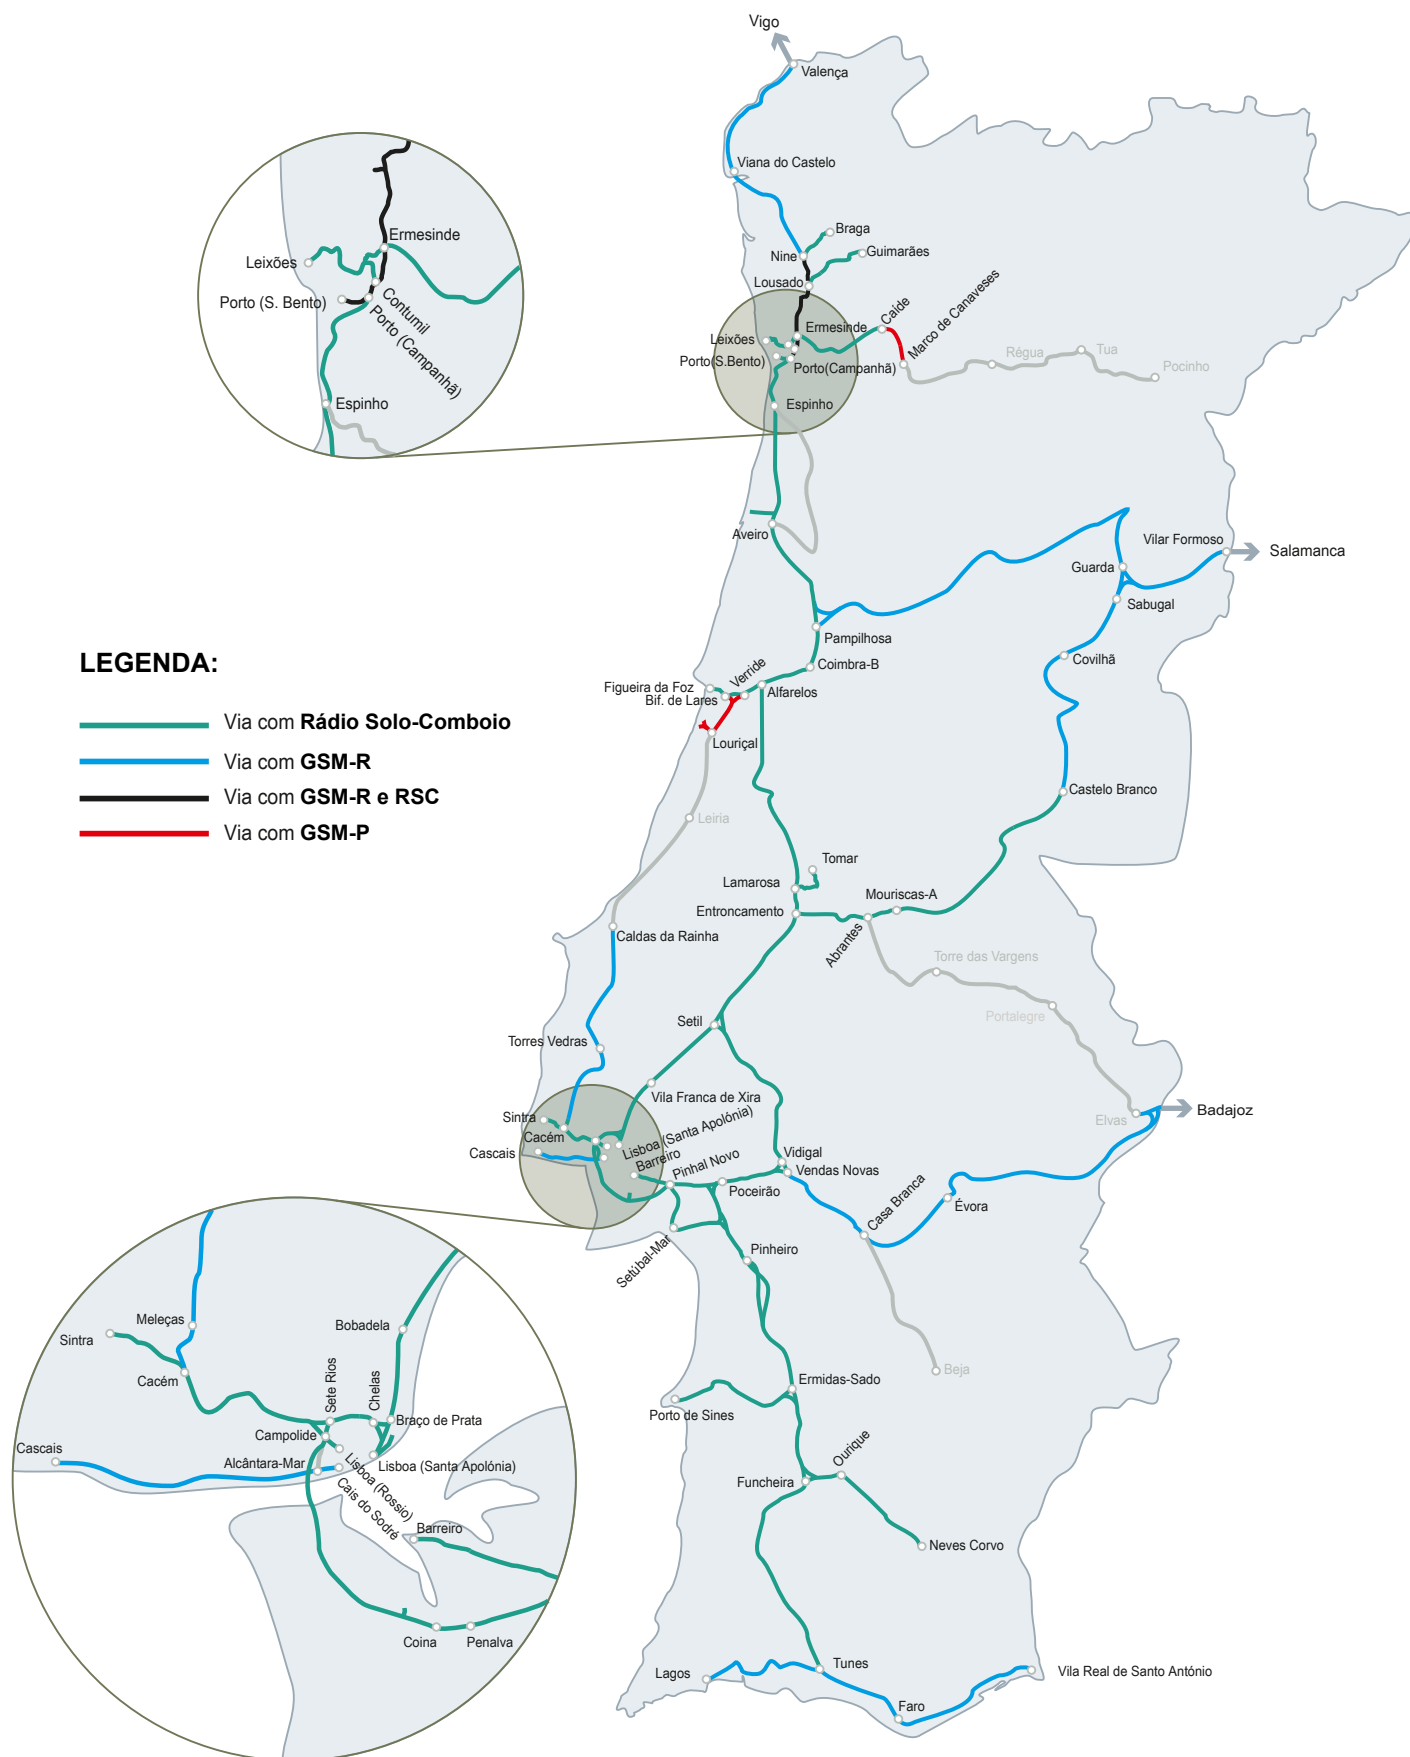 Vigo
Valença
Viana do Castelo
Braga
Nine
Guimarães
Lousado
Ermesinde
Caíde
Marco de Canaveses
Leixões
Porto(S.Bento)
Porto(Campanhã)
Régua
Tua
Pocinho
Espinho
Ermesinde
Leixões
Porto (S. Bento)
Contumil
Porto (Campanhã)
Espinho
Aveiro
Vilar Formoso
Salamanca
Guarda
Sabugal
Pampilhosa
Covilhã
Coimbra-B
Verride
Figueira da Foz
Bif. de Lares
Alfarelos
Louriçal
LEGENDA:
Via com Rádio Solo-Comboio
Via com GSM-R
Via com GSM-R e RSC
Via com GSM-P
Castelo Branco
Leiria
Tomar
Lamarosa
Mouriscas-A
Entroncamento
Abrantes
Caldas da Rainha
Torre das Vargens
Portalegre
Setil
Torres Vedras
Vila Franca de Xira
Elvas
Badajoz
Sintra
Cacém
Cascais
Lisboa (Santa Apolónia)
Barreiro
Pinhal Novo
Vidigal
Vendas Novas
Poceirão
Casa Branca
Évora
Setúbal-Mar
Pinheiro
Beja
Ermidas-Sado
Porto de Sines
Ourique
Funcheira
Neves Corvo
Tunes
Lagos
Faro
Vila Real de Santo António
Meleças
Sintra
Cacém
Bobadela
Sete Rios
Chelas
Braço de Prata
Campolide
Cascais
Alcântara-Mar
Lisboa (Santa Apolónia)
Lisboa (Rossio)
Cais do Sodré
Barreiro
Coina
Penalva